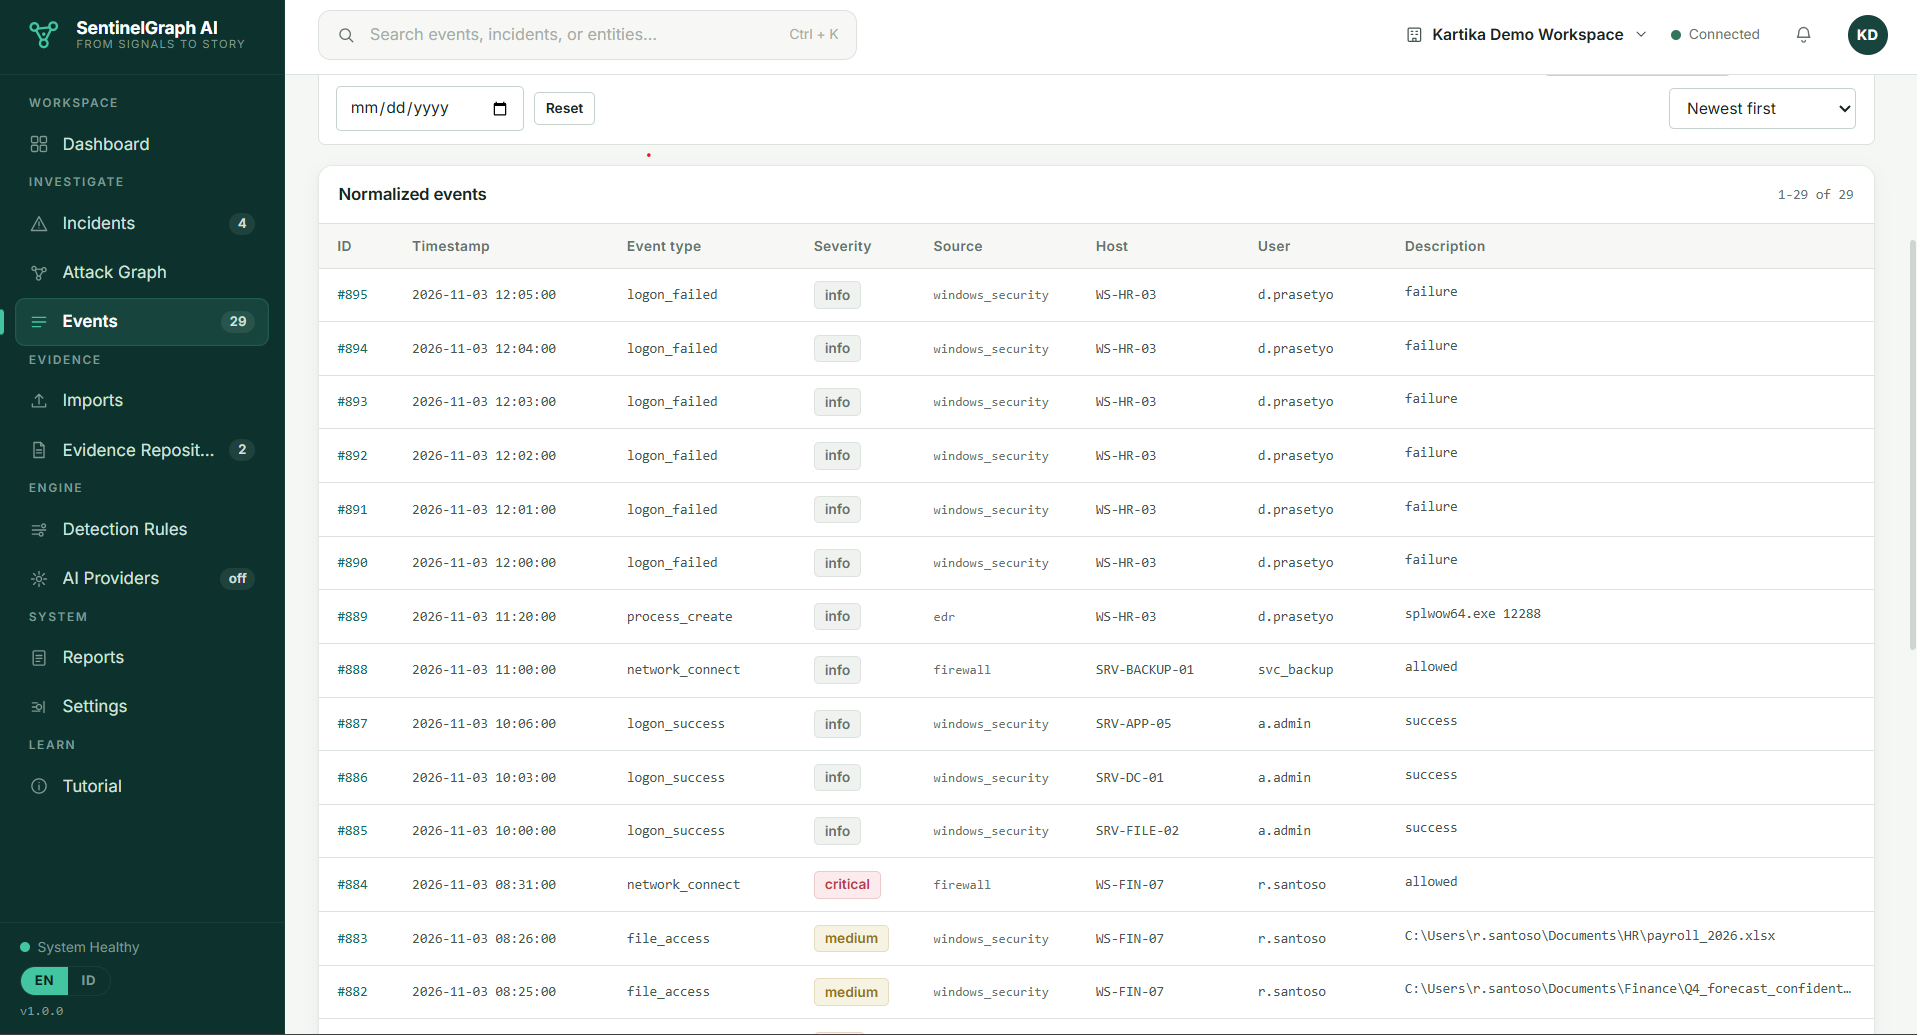 SentinelGraph AI
FROM SIGNALS TO STORY
Search events, incidents, or entities...
Ctrl + K
Kartika Demo Workspace
Connected
KD
WORKSPACE
Dashboard
INVESTIGATE
Incidents 4
Attack Graph
Events 29
EVIDENCE
Imports
Evidence Reposit... 2
ENGINE
Detection Rules
AI Providers off
SYSTEM
Reports
Settings
LEARN
Tutorial
System Healthy
EN ID
v1.0.0
mm/dd/yyyy
Reset
Newest first
Normalized events
1-29 of 29
ID Timestamp Event type Severity Source Host User Description
#895 2026-11-03 12:05:00 logon_failed info windows_security WS-HR-03 d.prasetyo failure
#894 2026-11-03 12:04:00 logon_failed info windows_security WS-HR-03 d.prasetyo failure
#893 2026-11-03 12:03:00 logon_failed info windows_security WS-HR-03 d.prasetyo failure
#892 2026-11-03 12:02:00 logon_failed info windows_security WS-HR-03 d.prasetyo failure
#891 2026-11-03 12:01:00 logon_failed info windows_security WS-HR-03 d.prasetyo failure
#890 2026-11-03 12:00:00 logon_failed info windows_security WS-HR-03 d.prasetyo failure
#889 2026-11-03 11:20:00 process_create info edr WS-HR-03 d.prasetyo splwow64.exe 12288
#888 2026-11-03 11:00:00 network_connect info firewall SRV-BACKUP-01 svc_backup allowed
#887 2026-11-03 10:06:00 logon_success info windows_security SRV-APP-05 a.admin success
#886 2026-11-03 10:03:00 logon_success info windows_security SRV-DC-01 a.admin success
#885 2026-11-03 10:00:00 logon_success info windows_security SRV-FILE-02 a.admin success
#884 2026-11-03 08:31:00 network_connect critical firewall WS-FIN-07 r.santoso allowed
#883 2026-11-03 08:26:00 file_access medium windows_security WS-FIN-07 r.santoso C:\Users\r.santoso\Documents\HR\payroll_2026.xlsx
#882 2026-11-03 08:25:00 file_access medium windows_security WS-FIN-07 r.santoso C:\Users\r.santoso\Documents\Finance\Q4_forecast_confident…